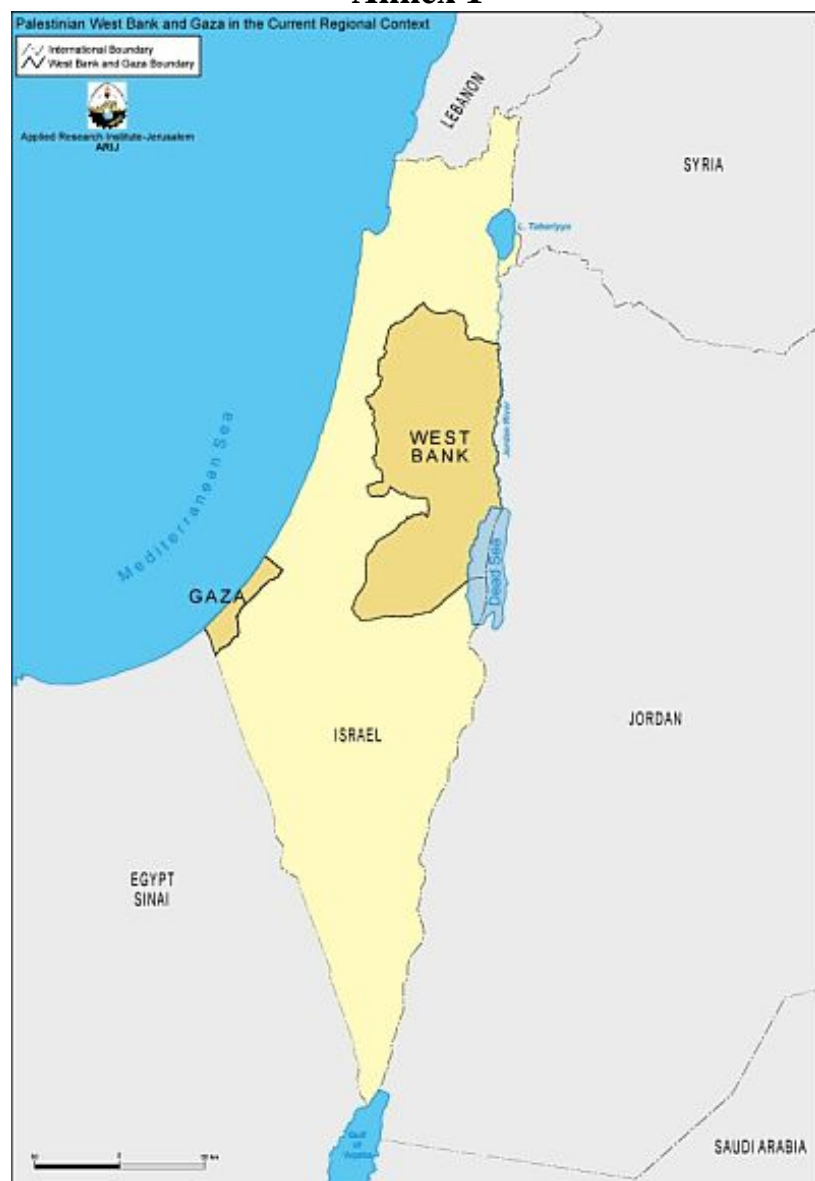 Annex 1
Palestinian West Bank and Gaza in the Current Regional Context
International Boundary
West Bank and Gaza Boundary
Applied Research Institute-Jerusalem
ARIJ
LEBANON
SYRIA
L. Tabariyya
WEST
BANK
Jordan River
Mediterranean Sea
Dead Sea
GAZA
ISRAEL
JORDAN
EGYPT
SINAI
Gulf
of
SAUDI ARABIA